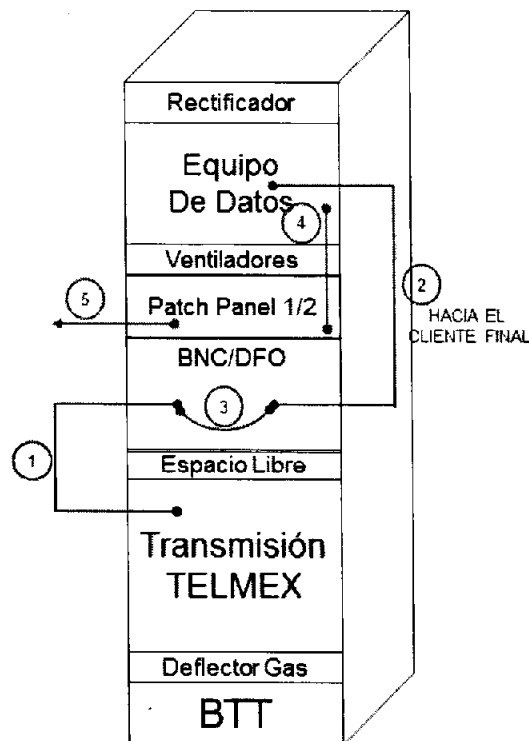 Rectificador
Equipo
De Datos
4
Ventiladores
5
Patch Panel 1/2
2
HACIA EL
CLIENTE FINAL
BNC/DFO
3
1
Espacio Libre
Transmisión
TELMEX
Deflector Gas
BTT